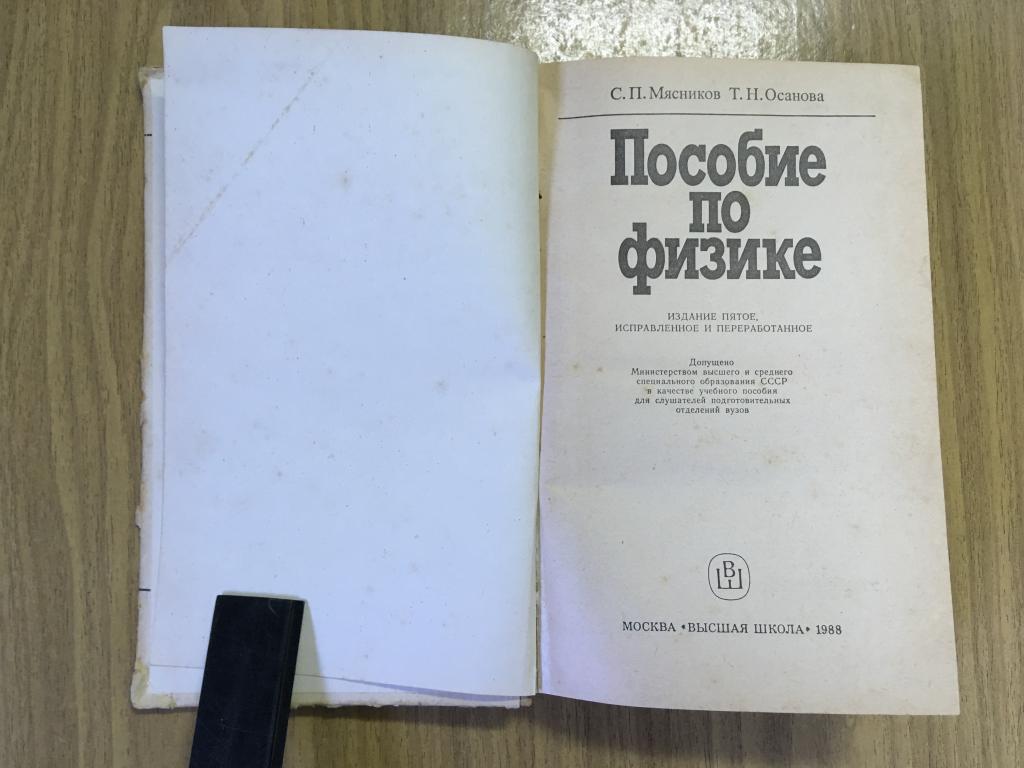 С. П. Мясников Т. Н. Осанова
Пособие
по
физике
ИЗДАНИЕ ПЯТОЕ,
ИСПРАВЛЕННОЕ И ПЕРЕРАБОТАННОЕ
Допущено
Министерством высшего и среднего
специального образования СССР
в качестве учебного пособия
для слушателей подготовительных
отделений вузов
ВШ
МОСКВА «ВЫСШАЯ ШКОЛА» 1988